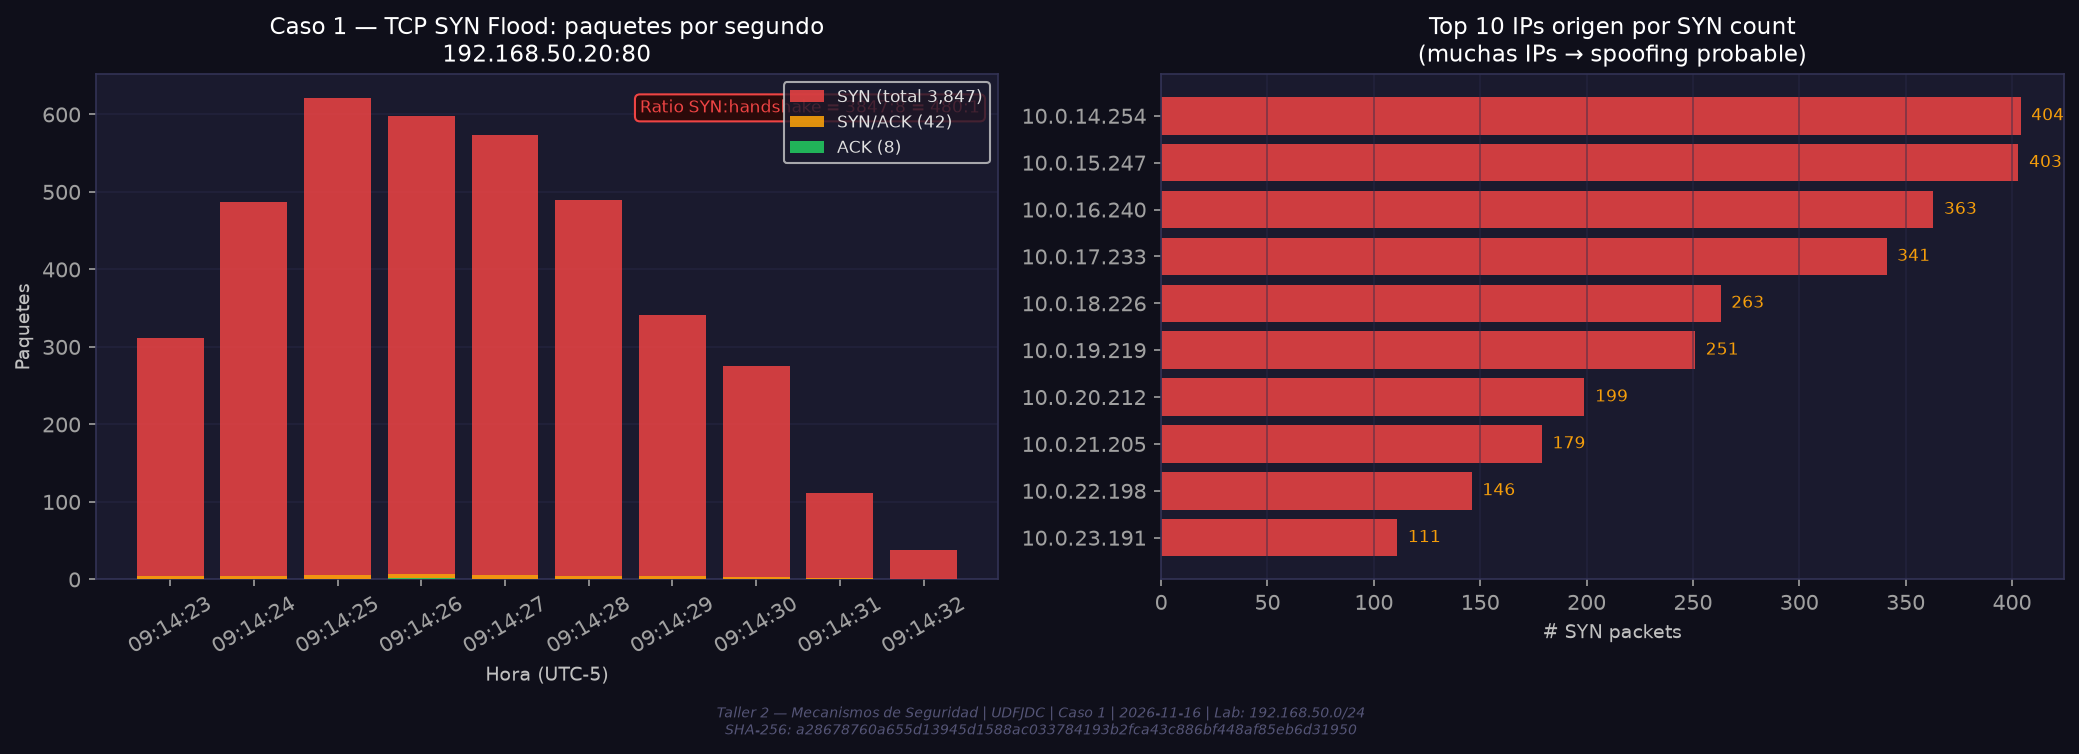 Caso 1 — TCP SYN Flood: paquetes por segundo
192.168.50.20:80
Ratio SYN:handshake = 3847:8 = 480:1
SYN (total 3,847)
SYN/ACK (42)
ACK (8)
Paquetes
600
500
400
300
200
100
0
09:14:23
09:14:24
09:14:25
09:14:26
09:14:27
09:14:28
09:14:29
09:14:30
09:14:31
09:14:32
Hora (UTC-5)
Top 10 IPs origen por SYN count
(muchas IPs → spoofing probable)
10.0.14.254 404
10.0.15.247 403
10.0.16.240 363
10.0.17.233 341
10.0.18.226 263
10.0.19.219 251
10.0.20.212 199
10.0.21.205 179
10.0.22.198 146
10.0.23.191 111
0 50 100 150 200 250 300 350 400
# SYN packets
Taller 2 — Mecanismos de Seguridad | UDFJDC | Caso 1 | 2026-11-16 | Lab: 192.168.50.0/24
SHA-256: a28678760a655d13945d1588ac033784193b2fca43c886bf448af85eb6d31950